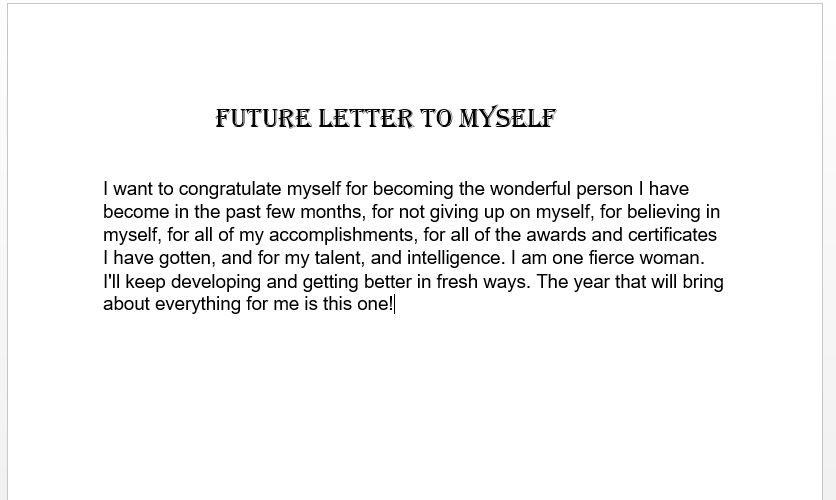 FUTURE LETTER TO MYSELF
I want to congratulate myself for becoming the wonderful person I have
become in the past few months, for not giving up on myself, for believing in
myself, for all of my accomplishments, for all of the awards and certificates
I have gotten, and for my talent, and intelligence. I am one fierce woman.
I'll keep developing and getting better in fresh ways. The year that will bring
about everything for me is this one!